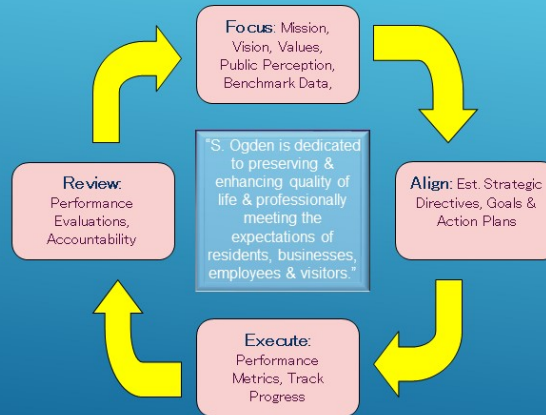 Focus: Mission,
Vision, Values,
Public Perception,
Benchmark Data,
"S. Ogden is dedicated
to preserving &
enhancing quality of
life & professionally
meeting the
expectations of
residents, businesses,
employees & visitors."
Align: Est. Strategic
Directives, Goals &
Action Plans
Execute:
Performance
Metrics, Track
Progress
Review:
Performance
Evaluations,
Accountability